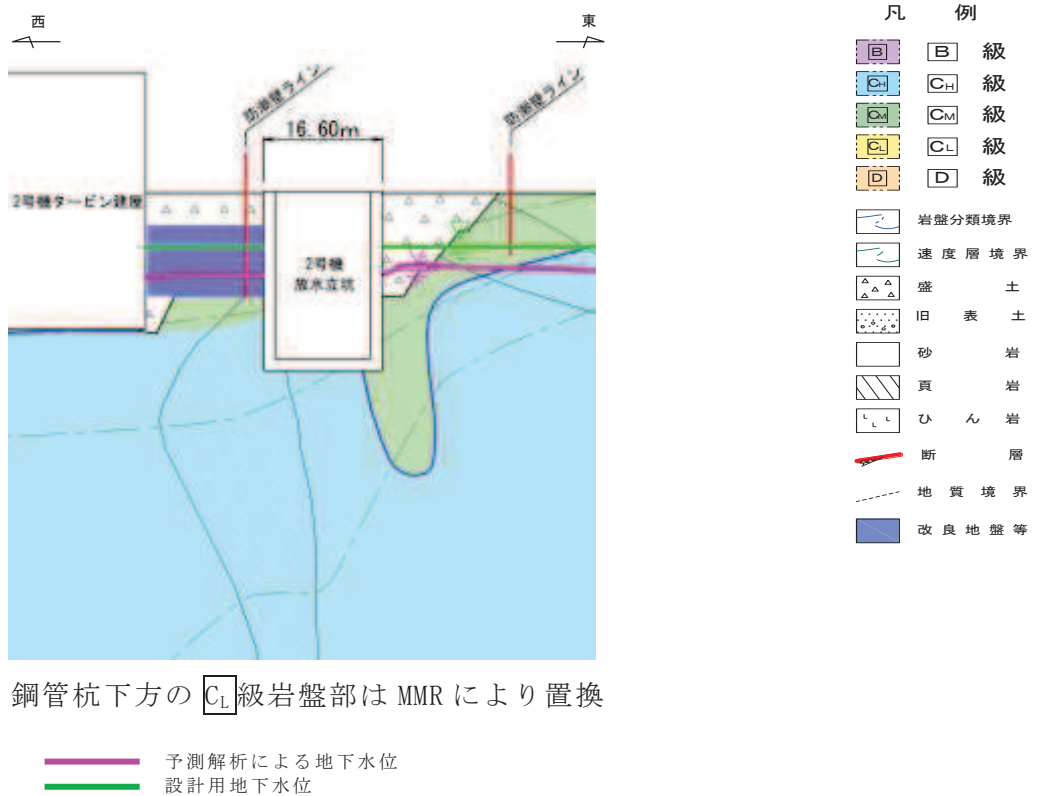 西
東
防潮壁ライン
防潮壁ライン
16.60m
2号機タービン建屋
2号機
放水立坑
鋼管杭下方の CL級岩盤部は MMR により置換
予測解析による地下水位
設計用地下水位
凡 例
B B 級
CH CH 級
CM CM 級
CL CL 級
D D 級
岩盤分類境界
速度層境界
盛土
旧表土
砂岩
頁岩
ひん岩
断層
地質境界
改良地盤等